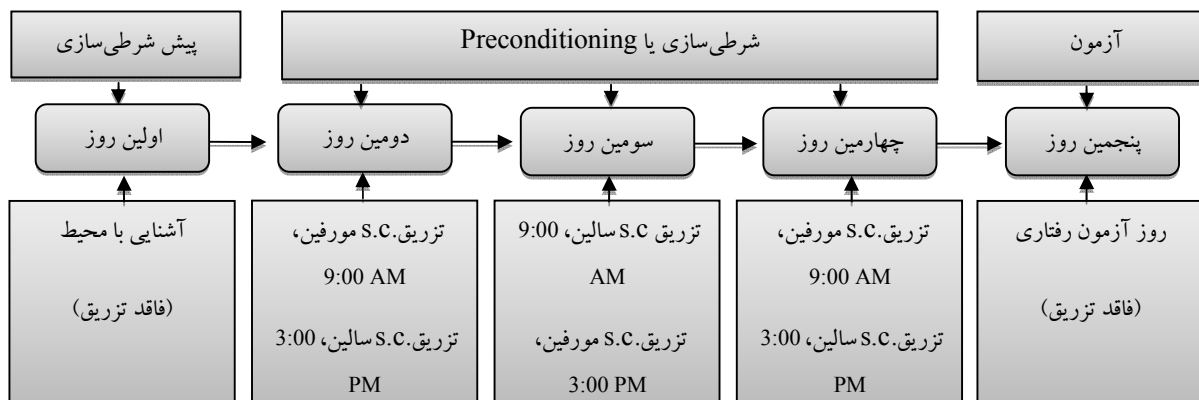 پیش شرطی‌سازی
شرطی‌سازی یا Preconditioning
آزمون
اولین روز
دومین روز
سومین روز
چهارمین روز
پنجمین روز
آشنایی با محیط
(فاقد تزریق)
تزریق.s.c مورفین،
9:00 AM
تزریق.s.c سالین، 3:00
PM
تزریق s.c سالین، 9:00
AM
تزریق.s.c مورفین،
3:00 PM
تزریق.s.c مورفین،
9:00 AM
تزریق.s.c سالین، 3:00
PM
روز آزمون رفتاری
(فاقد تزریق)